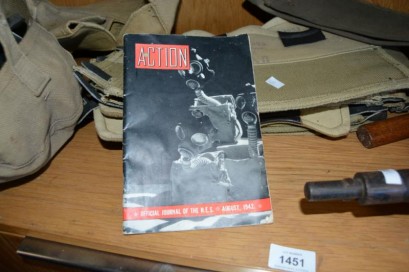 ACTION
OFFICIAL JOURNAL OF THE N.E.S. • AUGUST, 1942.
1451